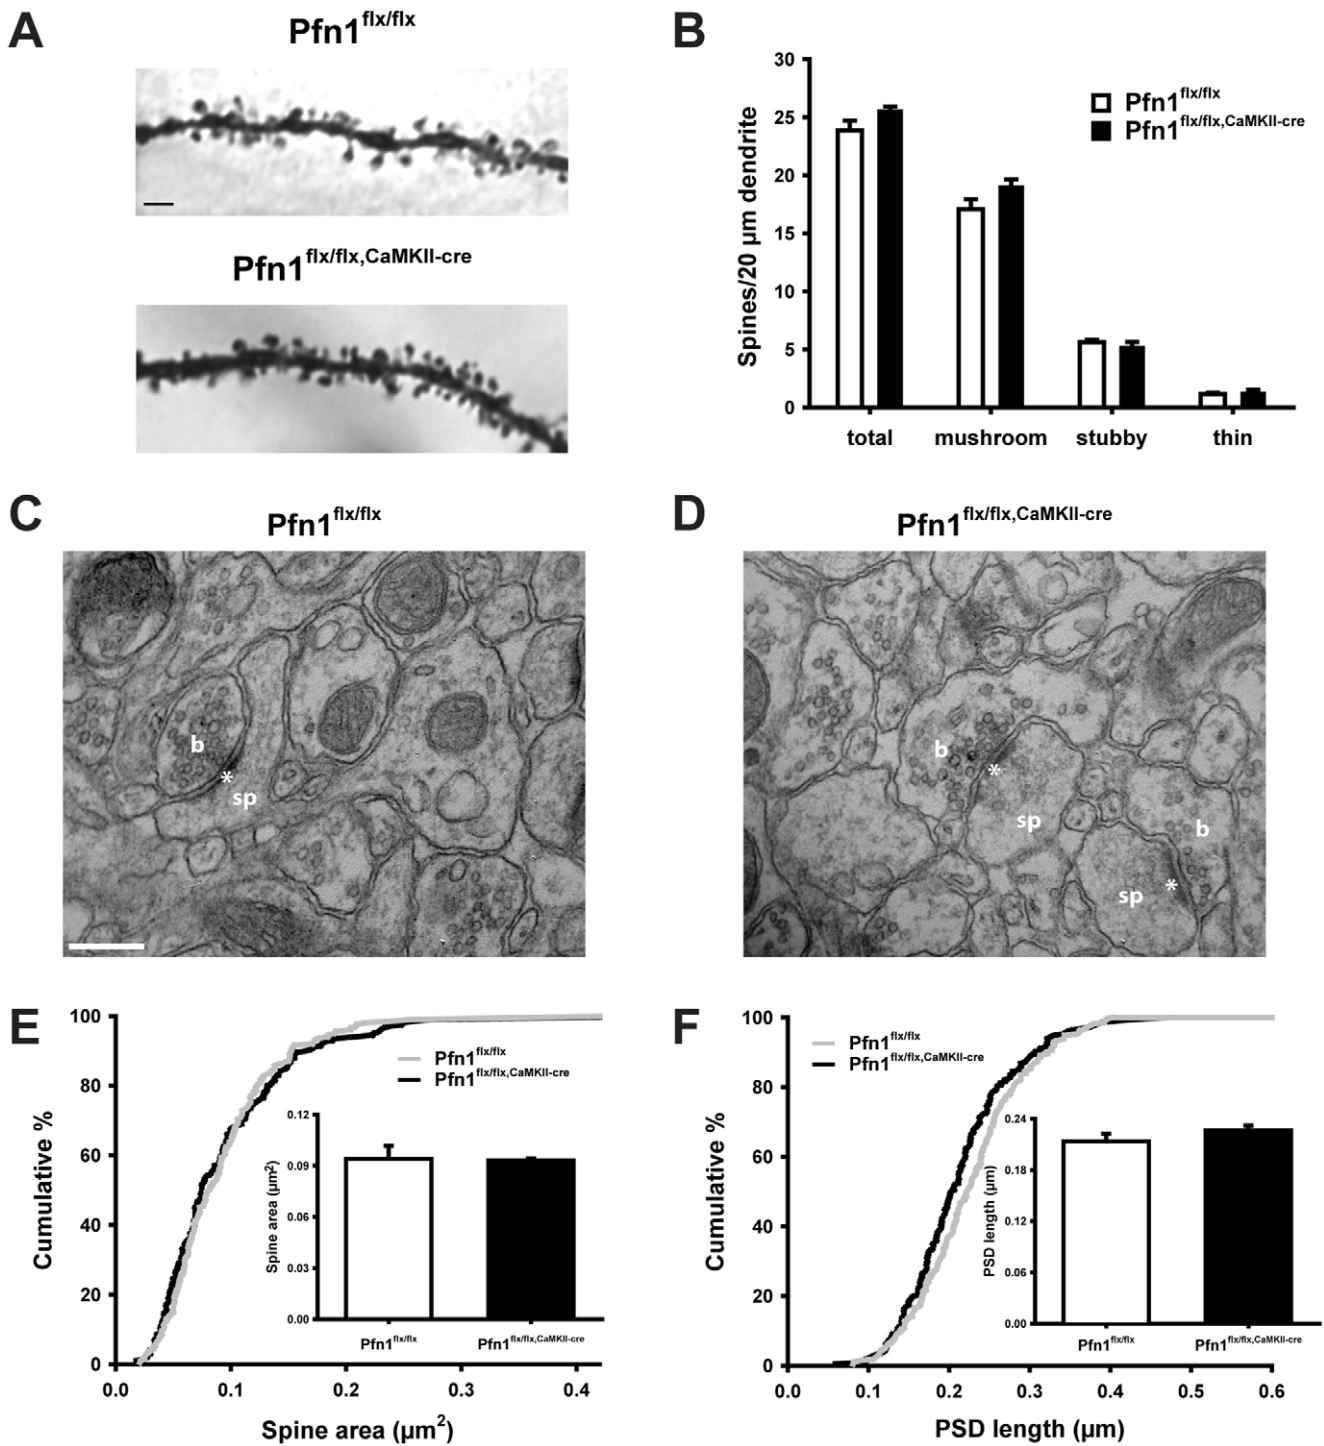 A
Pfn1flx/flx
Pfn1flx/flx,CaMKII-cre
B
30
25
20
15
10
5
0
Spines/20 µm dendrite
Pfn1flx/flx
Pfn1flx/flx,CaMKII-cre
total mushroom stubby thin
C
Pfn1flx/flx
b
*
sp
D
Pfn1flx/flx,CaMKII-cre
b
*
sp
b
sp
*
E
100
80
60
40
20
0
Cumulative %
Pfn1flx/flx
Pfn1flx/flx,CaMKII-cre
0.12
0.09
0.06
0.03
0.00
Spine area (µm2)
Pfn1flx/flx Pfn1flx/flx,CaMKII-cre
0.0 0.1 0.2 0.3 0.4
Spine area (µm2)
F
100
80
60
40
20
0
Cumulative %
Pfn1flx/flx
Pfn1flx/flx,CaMKII-cre
0.24
0.18
0.12
0.06
0.00
PSD length (µm)
Pfn1flx/flx Pfn1flx/flx,CaMKII-cre
0.0 0.1 0.2 0.3 0.4 0.5 0.6
PSD length (µm)